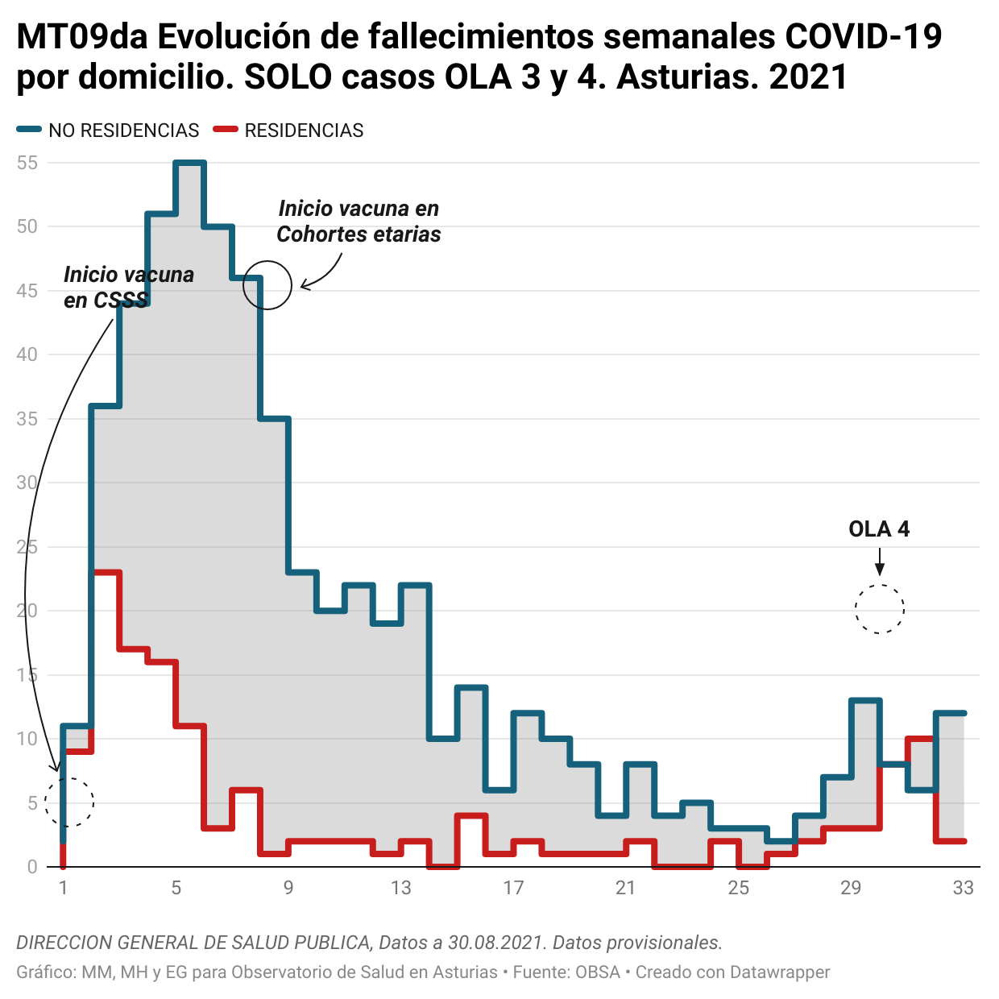 MT09da Evolución de fallecimientos semanales COVID-19
por domicilio. SOLO casos OLA 3 y 4. Asturias. 2021
NO RESIDENCIAS RESIDENCIAS
55
50
45
40
35
30
25
20
15
10
5
0
Inicio vacuna en
Cohortes etarias
Inicio vacuna
en CSSS
OLA 4
1 5 9 13 17 21 25 29 33
DIRECCION GENERAL DE SALUD PUBLICA, Datos a 30.08.2021. Datos provisionales.
Gráfico: MM, MH y EG para Observatorio de Salud en Asturias • Fuente: OBSA • Creado con Datawrapper